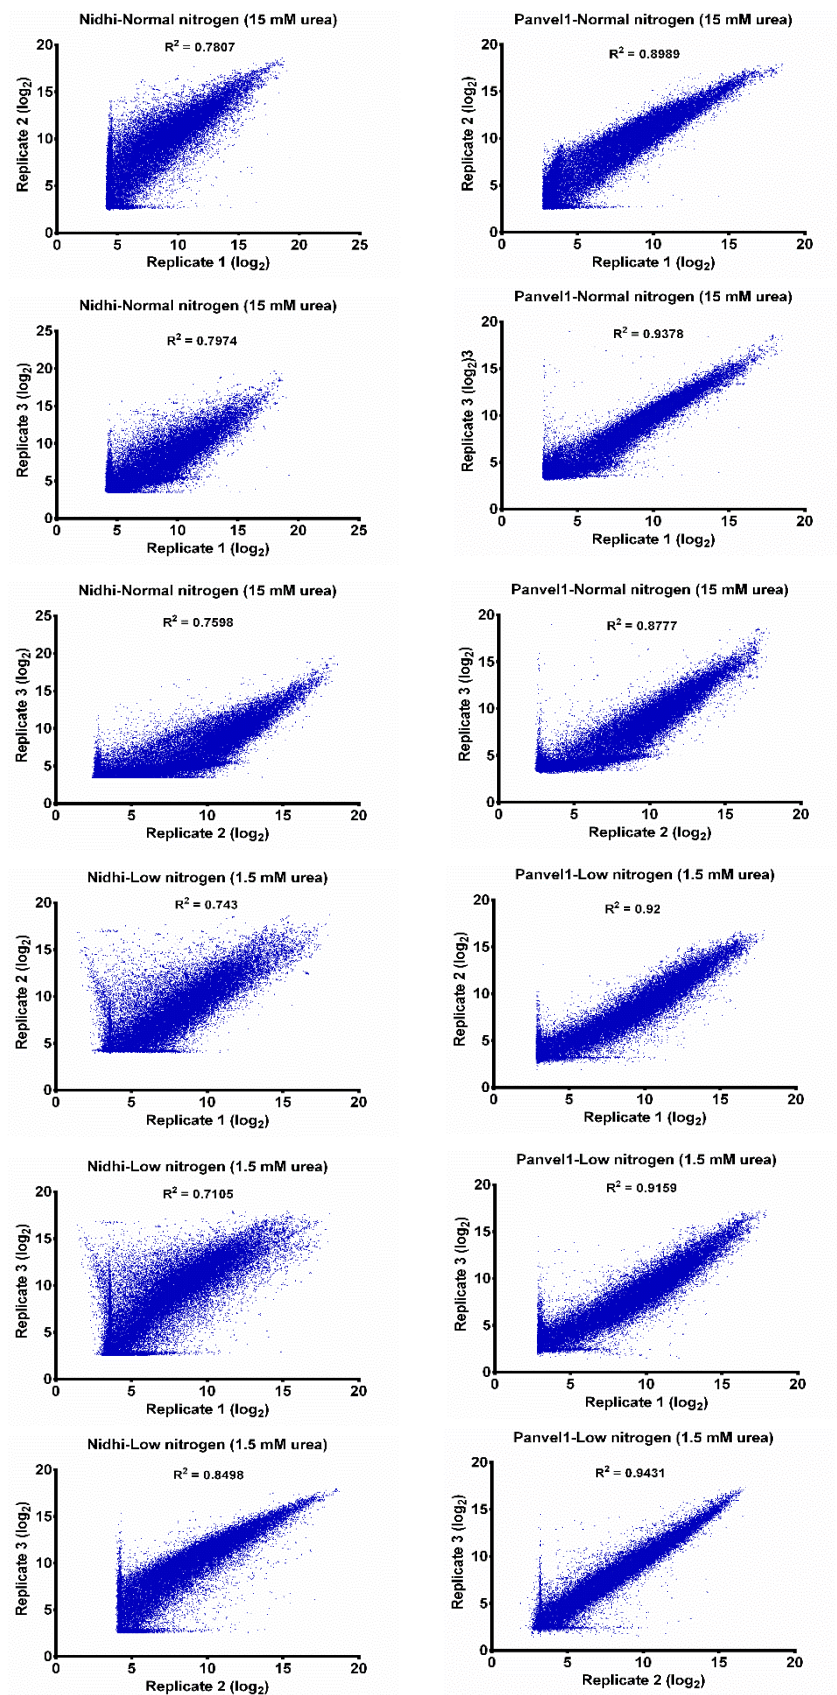 Nidhi-Normal nitrogen (15 mM urea)
R² = 0.7807
Replicate 2 (log₂)
20
15
10
5
0
0 5 10 15 20 25
Replicate 1 (log₂)
Panvel1-Normal nitrogen (15 mM urea)
R² = 0.8989
Replicate 2 (log₂)
20
15
10
5
0
0 5 10 15 20
Replicate 1 (log₂)
Nidhi-Normal nitrogen (15 mM urea)
R² = 0.7974
Replicate 3 (log₂)
25
20
15
10
5
0
0 5 10 15 20 25
Replicate 1 (log₂)
Panvel1-Normal nitrogen (15 mM urea)
R² = 0.9378
Replicate 3 (log₂)3
20
15
10
5
0
0 5 10 15 20
Replicate 1 (log₂)
Nidhi-Normal nitrogen (15 mM urea)
R² = 0.7598
Replicate 3 (log₂)
25
20
15
10
5
0
0 5 10 15 20
Replicate 2 (log₂)
Panvel1-Normal nitrogen (15 mM urea)
R² = 0.8777
Replicate 3 (log₂)
20
15
10
5
0
0 5 10 15 20
Replicate 2 (log₂)
Nidhi-Low nitrogen (1.5 mM urea)
R² = 0.743
Replicate 2 (log₂)
20
15
10
5
0
0 5 10 15 20
Replicate 1 (log₂)
Panvel1-Low nitrogen (1.5 mM urea)
R² = 0.92
Replicate 2 (log₂)
20
15
10
5
0
0 5 10 15 20
Replicate 1 (log₂)
Nidhi-Low nitrogen (1.5 mM urea)
R² = 0.7105
Replicate 3 (log₂)
20
15
10
5
0
0 5 10 15 20
Replicate 1 (log₂)
Panvel1-Low nitrogen (1.5 mM urea)
R² = 0.9159
Replicate 3 (log₂)
20
15
10
5
0
0 5 10 15 20
Replicate 1 (log₂)
Nidhi-Low nitrogen (1.5 mM urea)
R² = 0.8498
Replicate 3 (log₂)
20
15
10
5
0
0 5 10 15 20
Replicate 2 (log₂)
Panvel1-Low nitrogen (1.5 mM urea)
R² = 0.9431
Replicate 3 (log₂)
20
15
10
5
0
0 5 10 15 20
Replicate 2 (log₂)